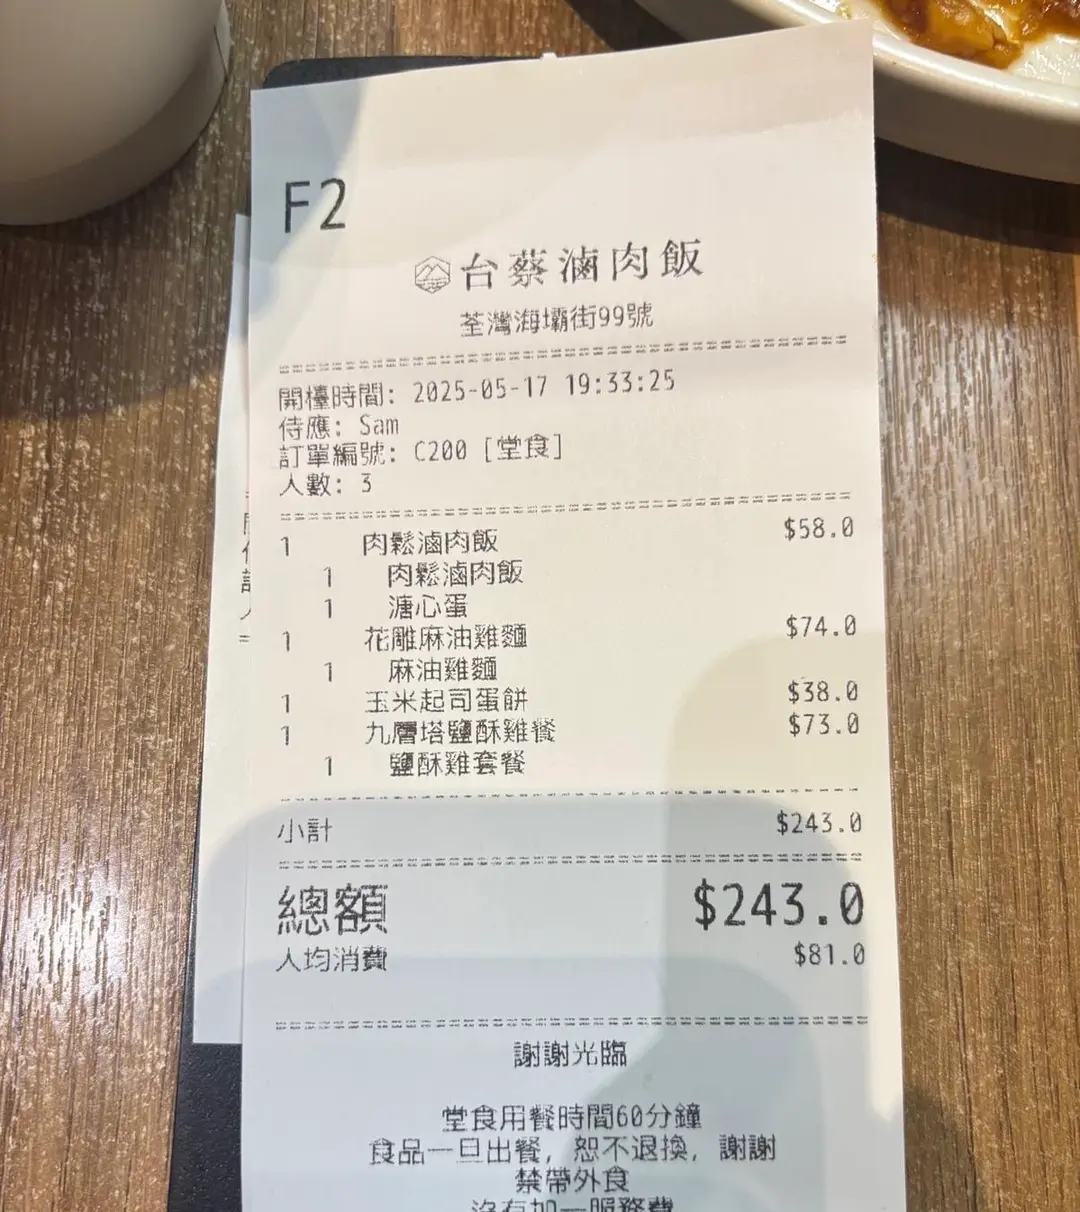 F2
台蔡滷肉飯
荃灣海壩街99號
開檯時間: 2025-05-17 19:33:25
侍應: Sam
訂單編號: C200 [堂食]
人數: 3
1 肉鬆滷肉飯 $58.0
1 肉鬆滷肉飯
1 溏心蛋
1 花雕麻油雞麵 $74.0
1 麻油雞麵
1 玉米起司蛋餅 $38.0
1 九層塔鹽酥雞餐 $73.0
1 鹽酥雞套餐
小計 $243.0
總額 $243.0
人均消費 $81.0
謝謝光臨
堂食用餐時間60分鐘
食品一旦出餐, 恕不退換, 謝謝
禁帶外食
沒有加一服務費